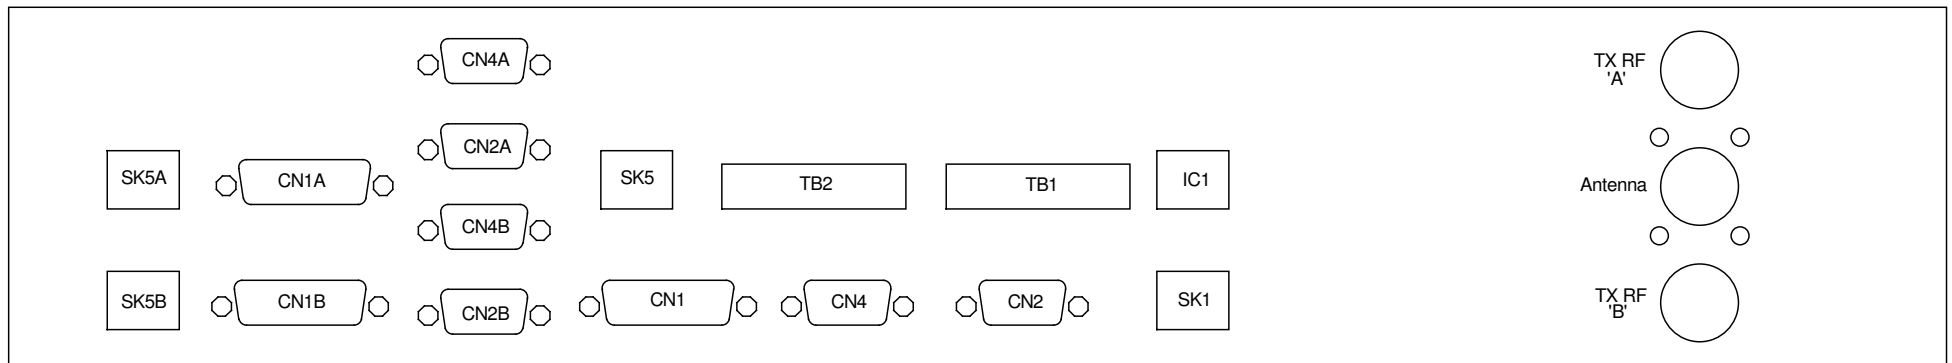 CN4A
TX RF
'A'
CN2A
SK5A
CN1A
SK5
TB2
TB1
IC1
Antenna
CN4B
SK5B
CN1B
CN2B
CN1
CN4
CN2
SK1
TX RF
'B'